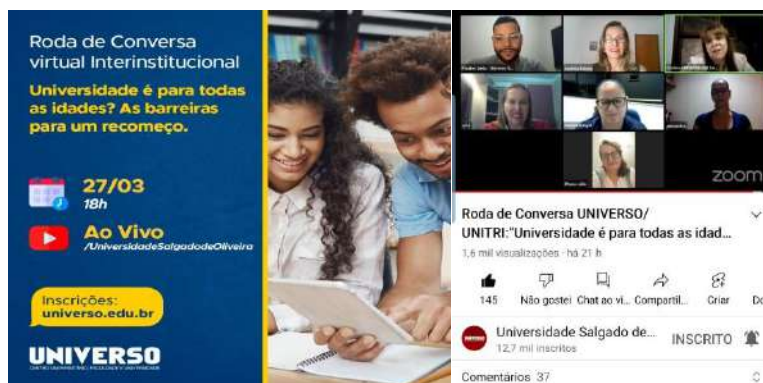 Roda de Conversa
virtual Interinstitucional
Universidade é para todas
as idades? As barreiras
para um recomeço.
27/03
18h
Ao Vivo
/UniversidadeSalgadodeOliveira
Inscrições:
universo.edu.br
UNIVERSO
zoom
Roda de Conversa UNIVERSO/
UNITRI:"Universidade é para todas as idad...
1,6 mil visualizações · há 21 h
145
Não gostei
Chat ao vi...
Compartil...
Criar
Do
Universidade Salgado de...
INSCRITO
12,7 mil inscritos
Comentários 37